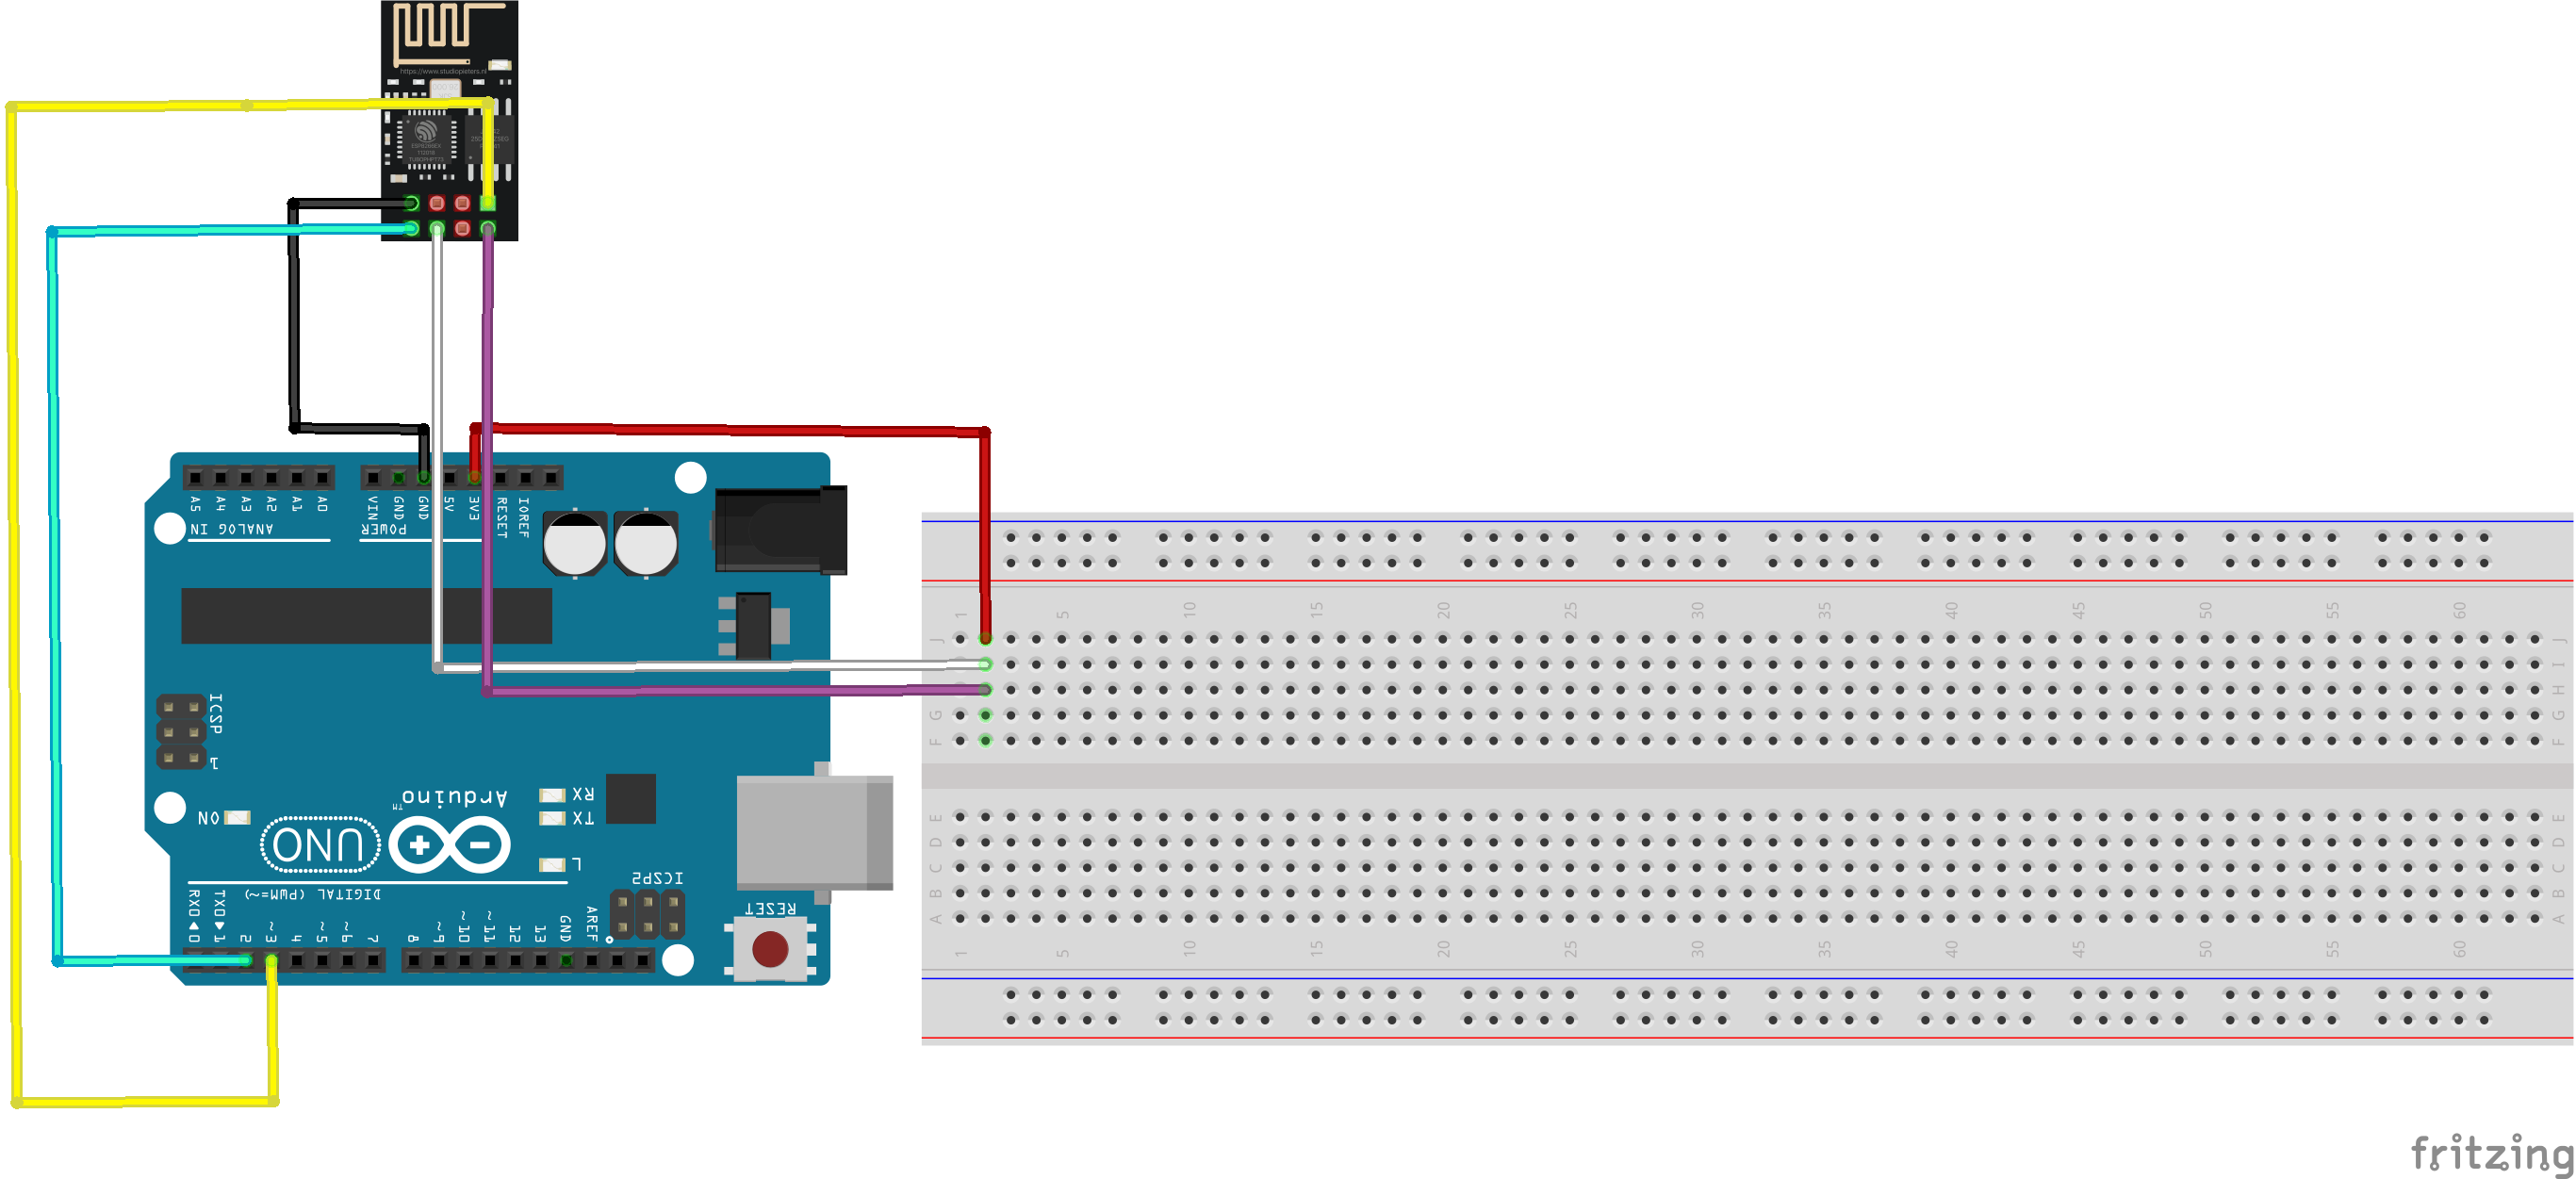 https://www.studiopieters.nl
ESP8266EX
A5 A4 A3 A2 A1 A0
VIN GND GND 5V 3V3 RESET IOREF
ANALOG IN
POWER
1 5 10 15 20 25 30 35 40 45 50 55 60
J J
I
H
G G
F F
ICSP
1
Arduino™
RX
TX
ON
UNO
L
ICSP2
DIGITAL (PWM=~)
RX0◄0 TX0►1 2 ~3 4 ~5 ~6 7 8 ~9 ~10 ~11 12 13 GND AREF
RESET
E E
D D
C C
B B
A A
1 5 10 15 20 25 30 35 40 45 50 55 60
fritzing